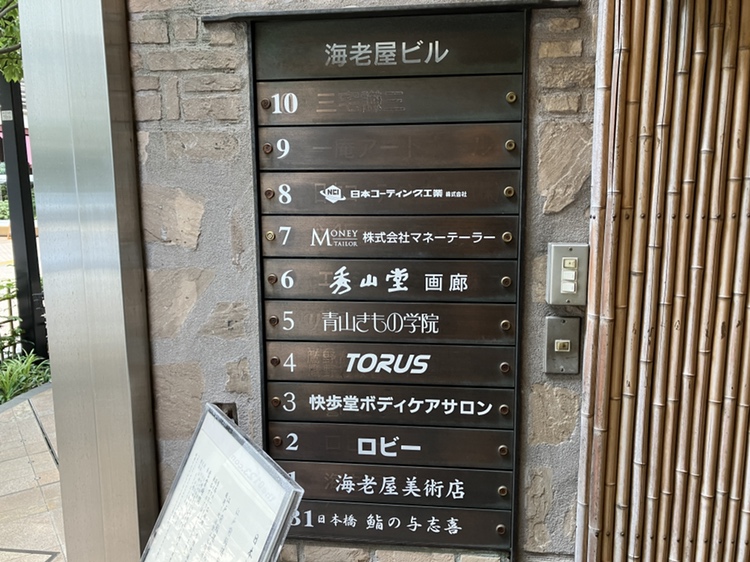 海老屋ビル
10
9
8 NCI 日本コーティング工業 株式会社
7 MONEY TAILOR 株式会社マネーテーラー
6 秀山堂 画廊
5 青山きもの学院
4 TORUS
3 快歩堂ボディケアサロン
2 ロビー
1 海老屋美術店
B1 日本橋 鮨の与志喜